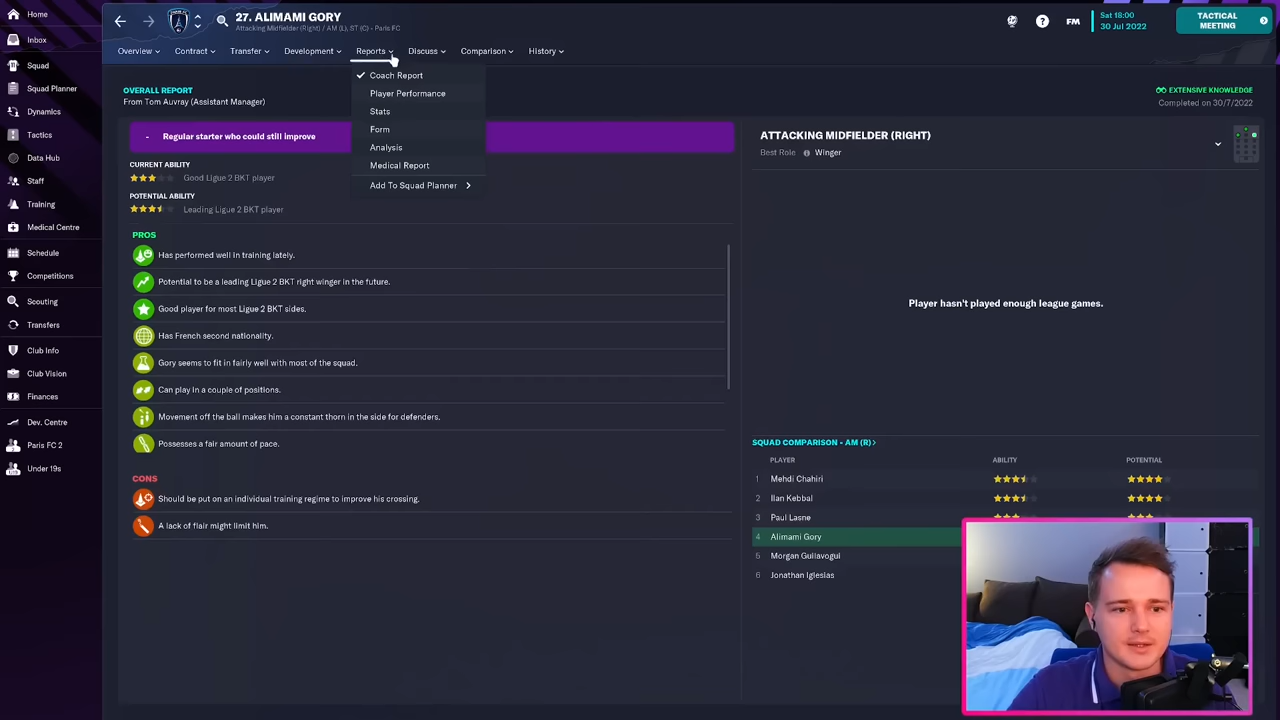 27. ALIMAMI GORY
Attacking Midfielder (Right) / AM (L), ST (C) - Paris FC
FM
Sat 18:00
30 Jul 2022
TACTICAL
MEETING
Overview
Contract
Transfer
Development
Reports
Discuss
Comparison
History
Home
Inbox
Squad
Squad Planner
Dynamics
Tactics
Data Hub
Staff
Training
Medical Centre
Schedule
Competitions
Scouting
Transfers
Club Info
Club Vision
Finances
Dev. Centre
Paris FC 2
Under 19s
Coach Report
Player Performance
Stats
Form
Analysis
Medical Report
Add To Squad Planner
OVERALL REPORT
From Tom Auvray (Assistant Manager)
- Regular starter who could still improve
CURRENT ABILITY
Good Ligue 2 BKT player
POTENTIAL ABILITY
Leading Ligue 2 BKT player
PROS
Has performed well in training lately.
Potential to be a leading Ligue 2 BKT right winger in the future.
Good player for most Ligue 2 BKT sides.
Has French second nationality.
Gory seems to fit in fairly well with most of the squad.
Can play in a couple of positions.
Movement off the ball makes him a constant thorn in the side for defenders.
Possesses a fair amount of pace.
CONS
Should be put on an individual training regime to improve his crossing.
A lack of flair might limit him.
EXTENSIVE KNOWLEDGE
Completed on 30/7/2022
ATTACKING MIDFIELDER (RIGHT)
Best Role Winger
Player hasn't played enough league games.
SQUAD COMPARISON - AM (R)>
PLAYER ABILITY POTENTIAL
1 Mehdi Chahiri
2 Ilan Kebbal
3 Paul Lasne
4 Alimami Gory
5 Morgan Guilavogui
6 Jonathan Iglesias